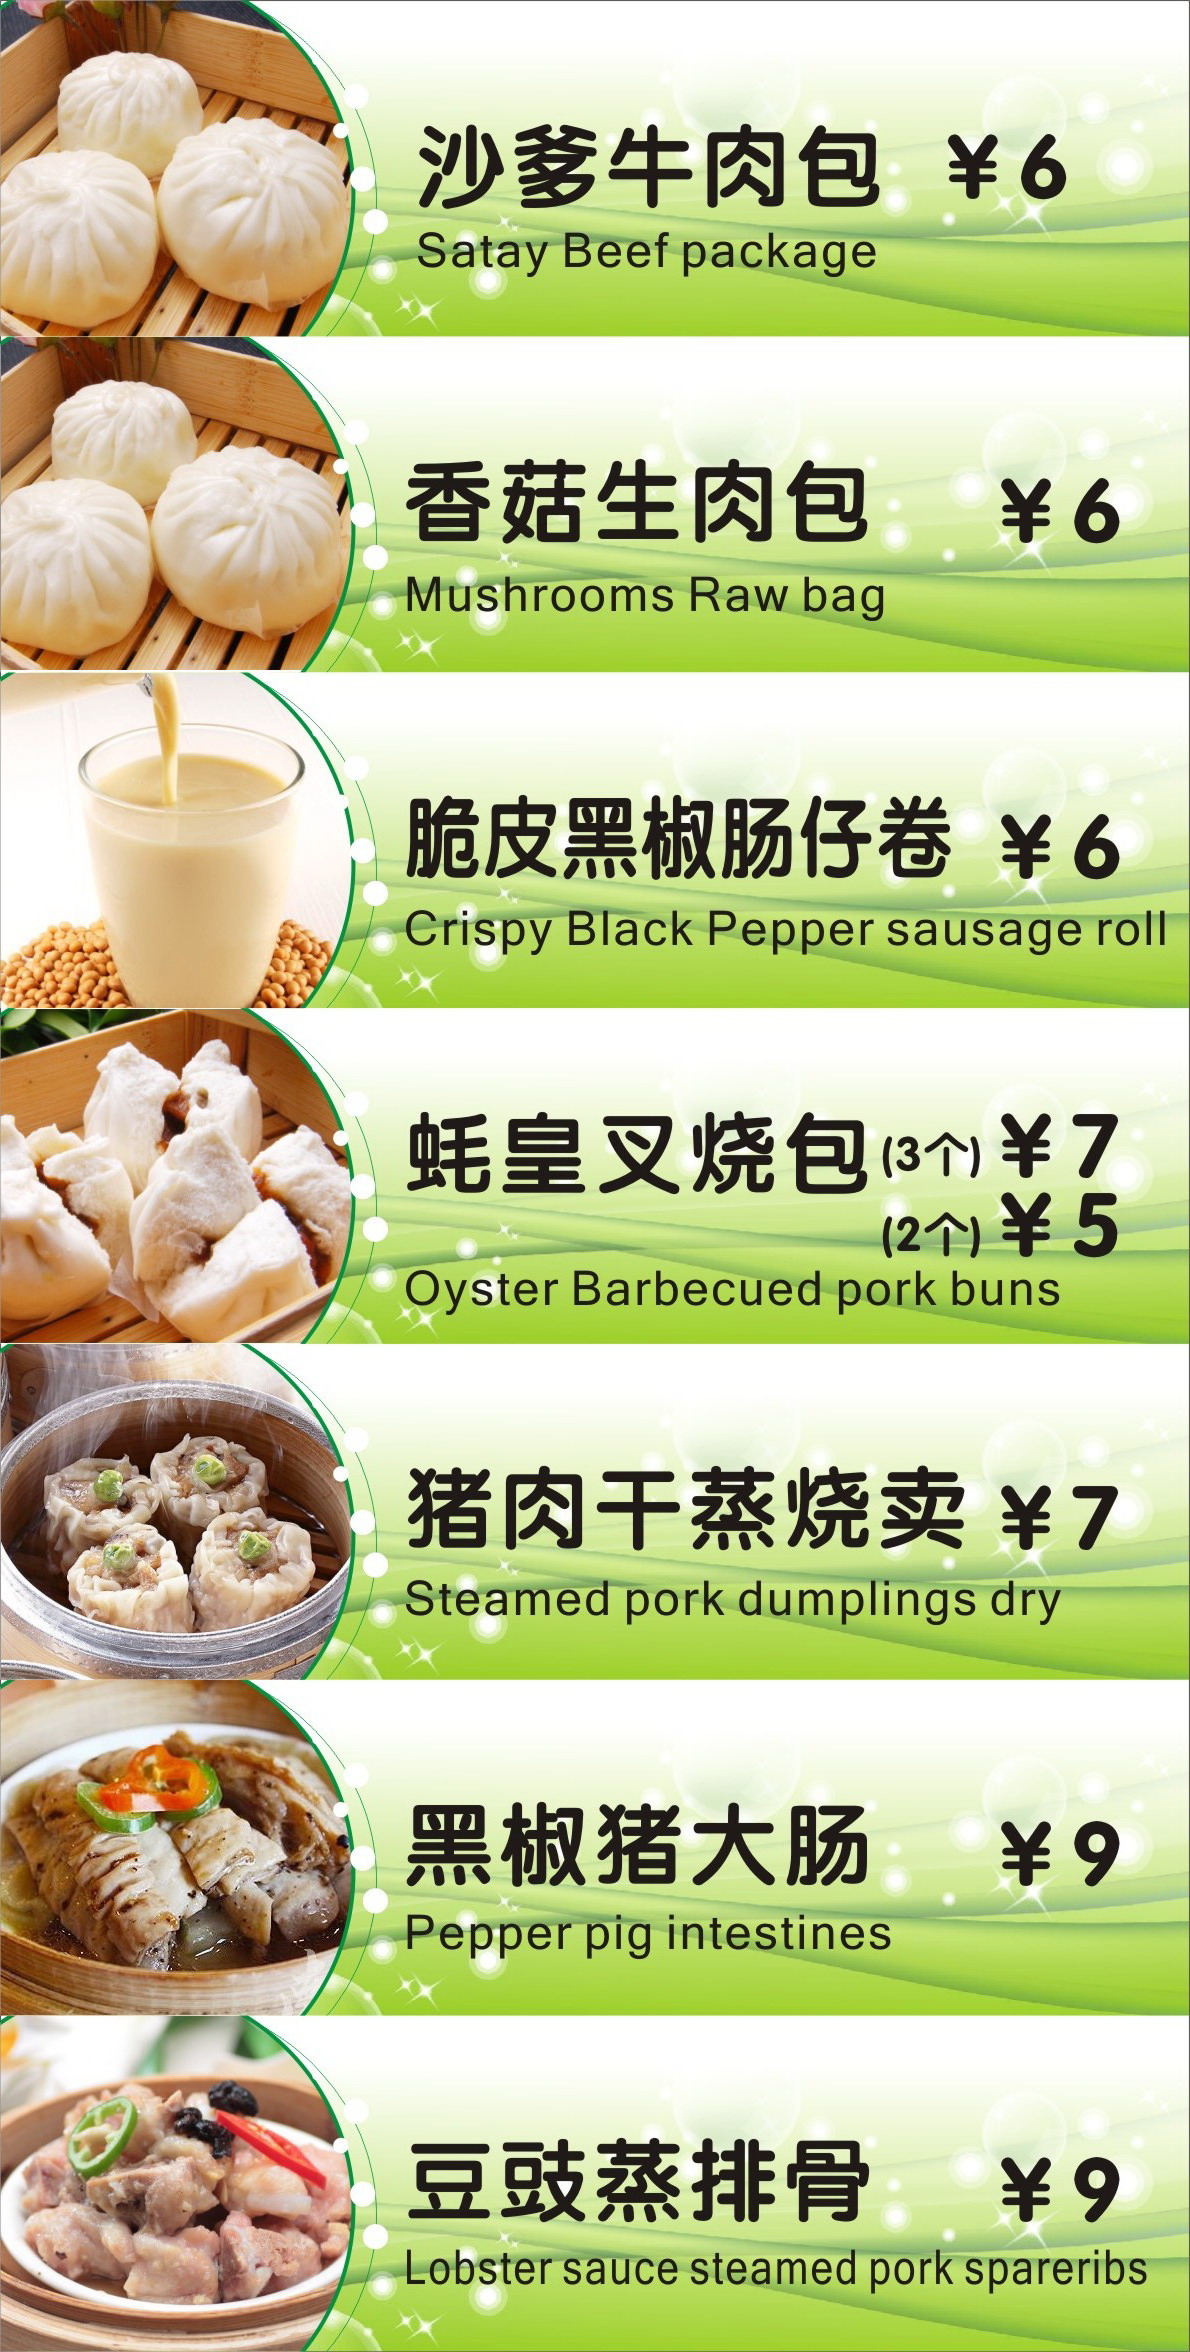 沙爹牛肉包 ¥6
Satay Beef package
香菇生肉包 ¥6
Mushrooms Raw bag
脆皮黑椒肠仔卷 ¥6
Crispy Black Pepper sausage roll
蚝皇叉烧包(3个) ¥7
(2个) ¥5
Oyster Barbecued pork buns
猪肉干蒸烧卖 ¥7
Steamed pork dumplings dry
黑椒猪大肠 ¥9
Pepper pig intestines
豆豉蒸排骨 ¥9
Lobster sauce steamed pork spareribs